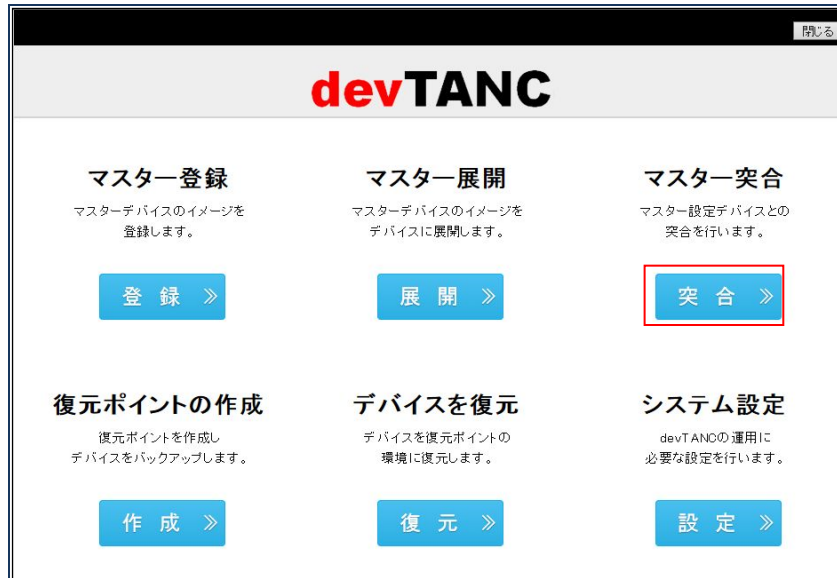 閉じる
devTANC
マスター登録
マスターデバイスのイメージを
登録します。
登 録
マスター展開
マスターデバイスのイメージを
デバイスに展開します。
展 開
マスター突合
マスター設定デバイスとの
突合を行います。
突 合
復元ポイントの作成
復元ポイントを作成し
デバイスをバックアップします。
作 成
デバイスを復元
デバイスを復元ポイントの
環境に復元します。
復 元
システム設定
devTANCの運用に
必要な設定を行います。
設 定